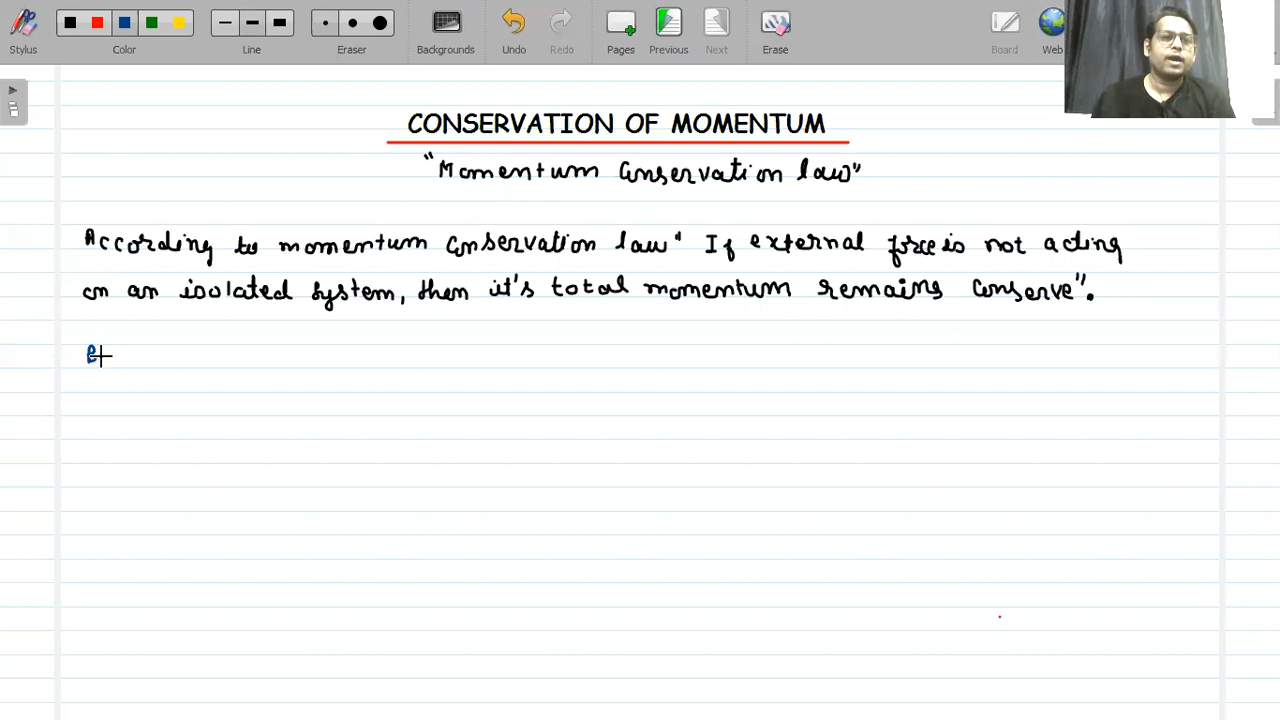 Stylus Color Line Eraser Backgrounds Undo Redo Pages Previous Next Erase Board Web
CONSERVATION OF MOMENTUM
"Momentum Conservation law"
According to momentum conservation law " If external force is not acting
on an isolated system, then it's total momentum remains conserve".